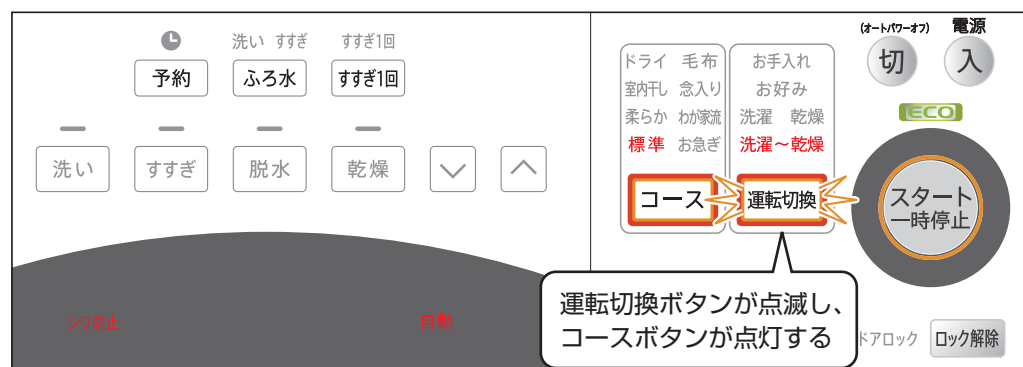 洗い すすぎ すすぎ1回
予約 ふろ水 すすぎ1回
洗い すすぎ 脱水 乾燥
シワ防止 自動
ドライ 毛布
室内干し 念入り
柔らか わが家流
標準 お急ぎ
コース
お手入れ
お好み
洗濯 乾燥
洗濯～乾燥
運転切換
(オートパワーオフ) 電源
切 入
ECO
スタート
一時停止
運転切換ボタンが点滅し、
コースボタンが点灯する
ドアロック ロック解除